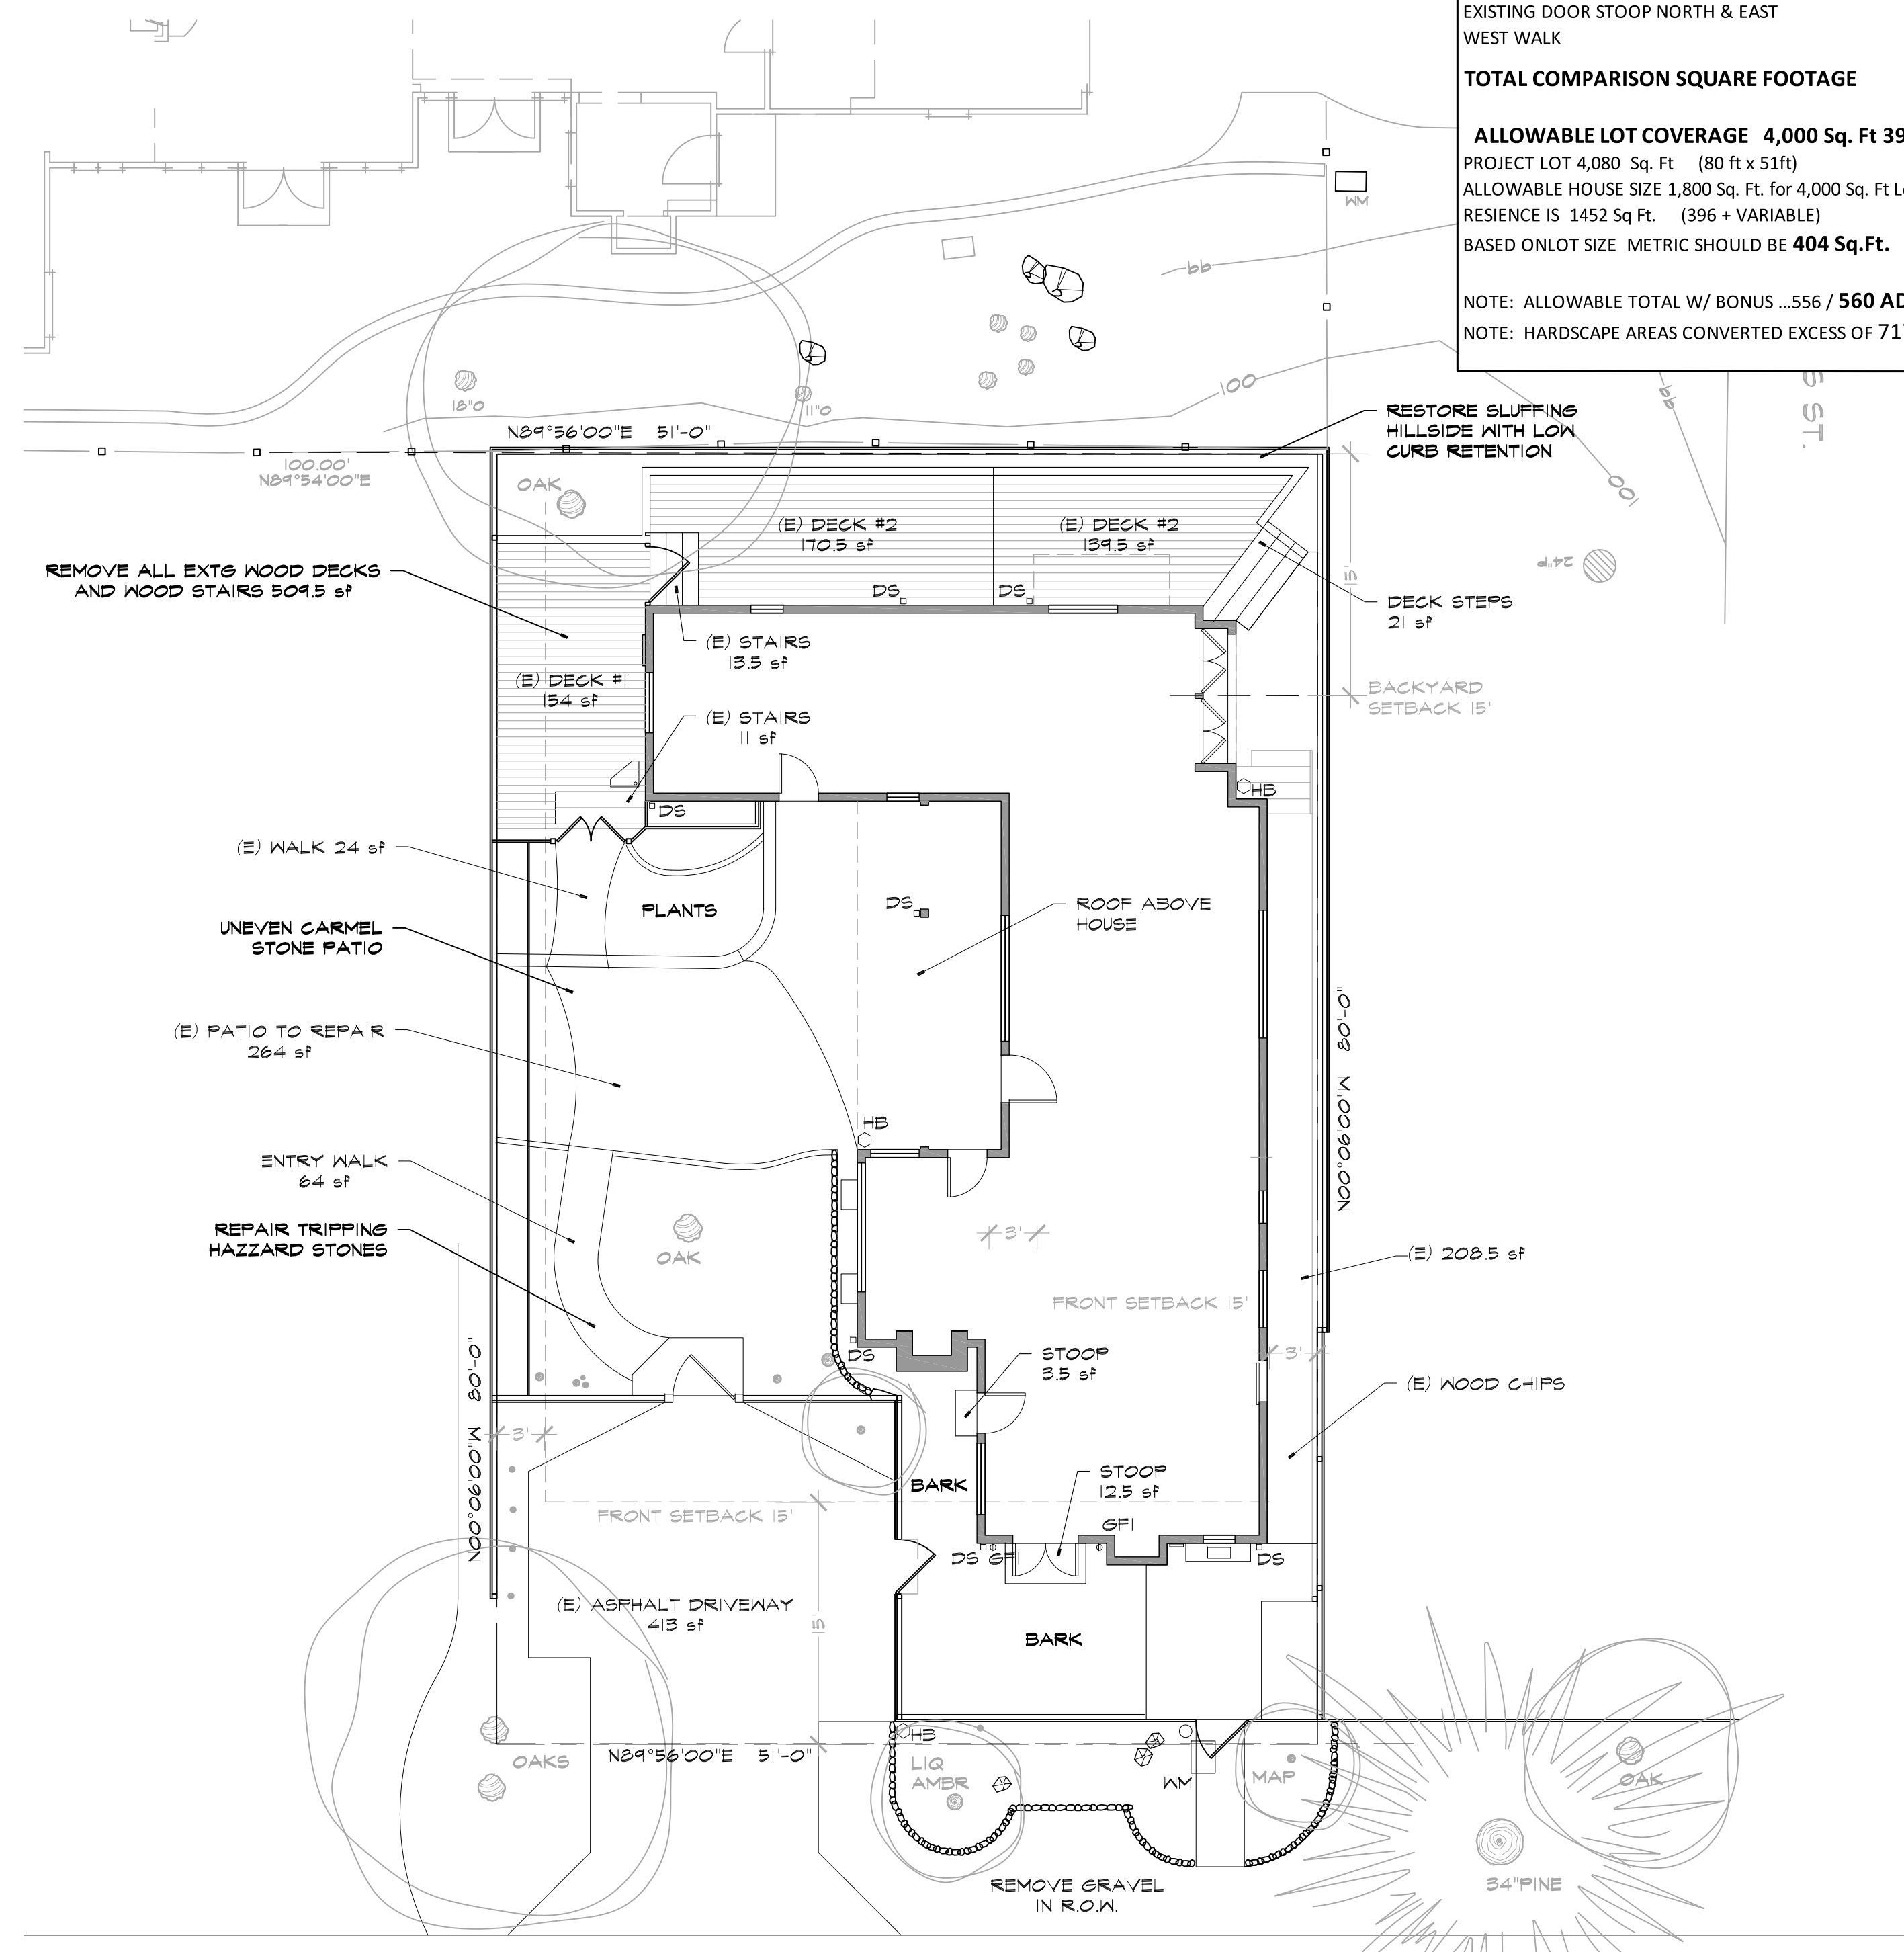 EXISTING DOOR STOOP NORTH & EAST
WEST WALK
TOTAL COMPARISON SQUARE FOOTAGE
ALLOWABLE LOT COVERAGE 4,000 Sq. Ft 39
PROJECT LOT 4,080 Sq. Ft (80 ft x 51ft)
ALLOWABLE HOUSE SIZE 1,800 Sq. Ft. for 4,000 Sq. Ft
RESIENCE IS 1452 Sq Ft. (396 + VARIABLE)
BASED ONLOT SIZE METRIC SHOULD BE 404 Sq.Ft.
NOTE: ALLOWABLE TOTAL W/ BONUS ...556 / 560
NOTE: HARDSCAPE AREAS CONVERTED EXCESS OF 71
WM
99
100
99
S ST.
18"O
11"O
RESTORE SLUFFING
HILLSIDE WITH LOW
CURB RETENTION
N89°56'00"E 51'-0"
100.00'
N89°54'00"E
100
OAK
(E) DECK #2
170.5 sf
(E) DECK #2
139.5 sf
24"P
REMOVE ALL EXTG WOOD DECKS
AND WOOD STAIRS 509.5 sf
DS
DS
15
DECK STEPS
21 sf
(E) STAIRS
13.5 sf
(E) DECK #1
154 sf
BACKYARD
SETBACK 15'
(E) STAIRS
11 sf
HB
DS
(E) WALK 24 sf
PLANTS
DS
ROOF ABOVE
HOUSE
UNEVEN CARMEL
STONE PATIO
(E) PATIO TO REPAIR
264 sf
N00°06'00"W 80'-0"
HB
ENTRY WALK
64 sf
REPAIR TRIPPING
HAZZARD STONES
OAK
3'
(E) 208.5 sf
FRONT SETBACK 15'
DS
STOOP
3.5 sf
3'
(E) WOOD CHIPS
N00°06'00"W 80'-0"
3'
BARK
STOOP
12.5 sf
FRONT SETBACK 15'
GFI
DS GFI
DS
(E) ASPHALT DRIVEWAY
413 sf
15
BARK
HB
OAKS
N89°56'00"E 51'-0"
LIQ
AMBR
WM
MAP
OAK
REMOVE GRAVEL
IN R.O.W.
34"PINE